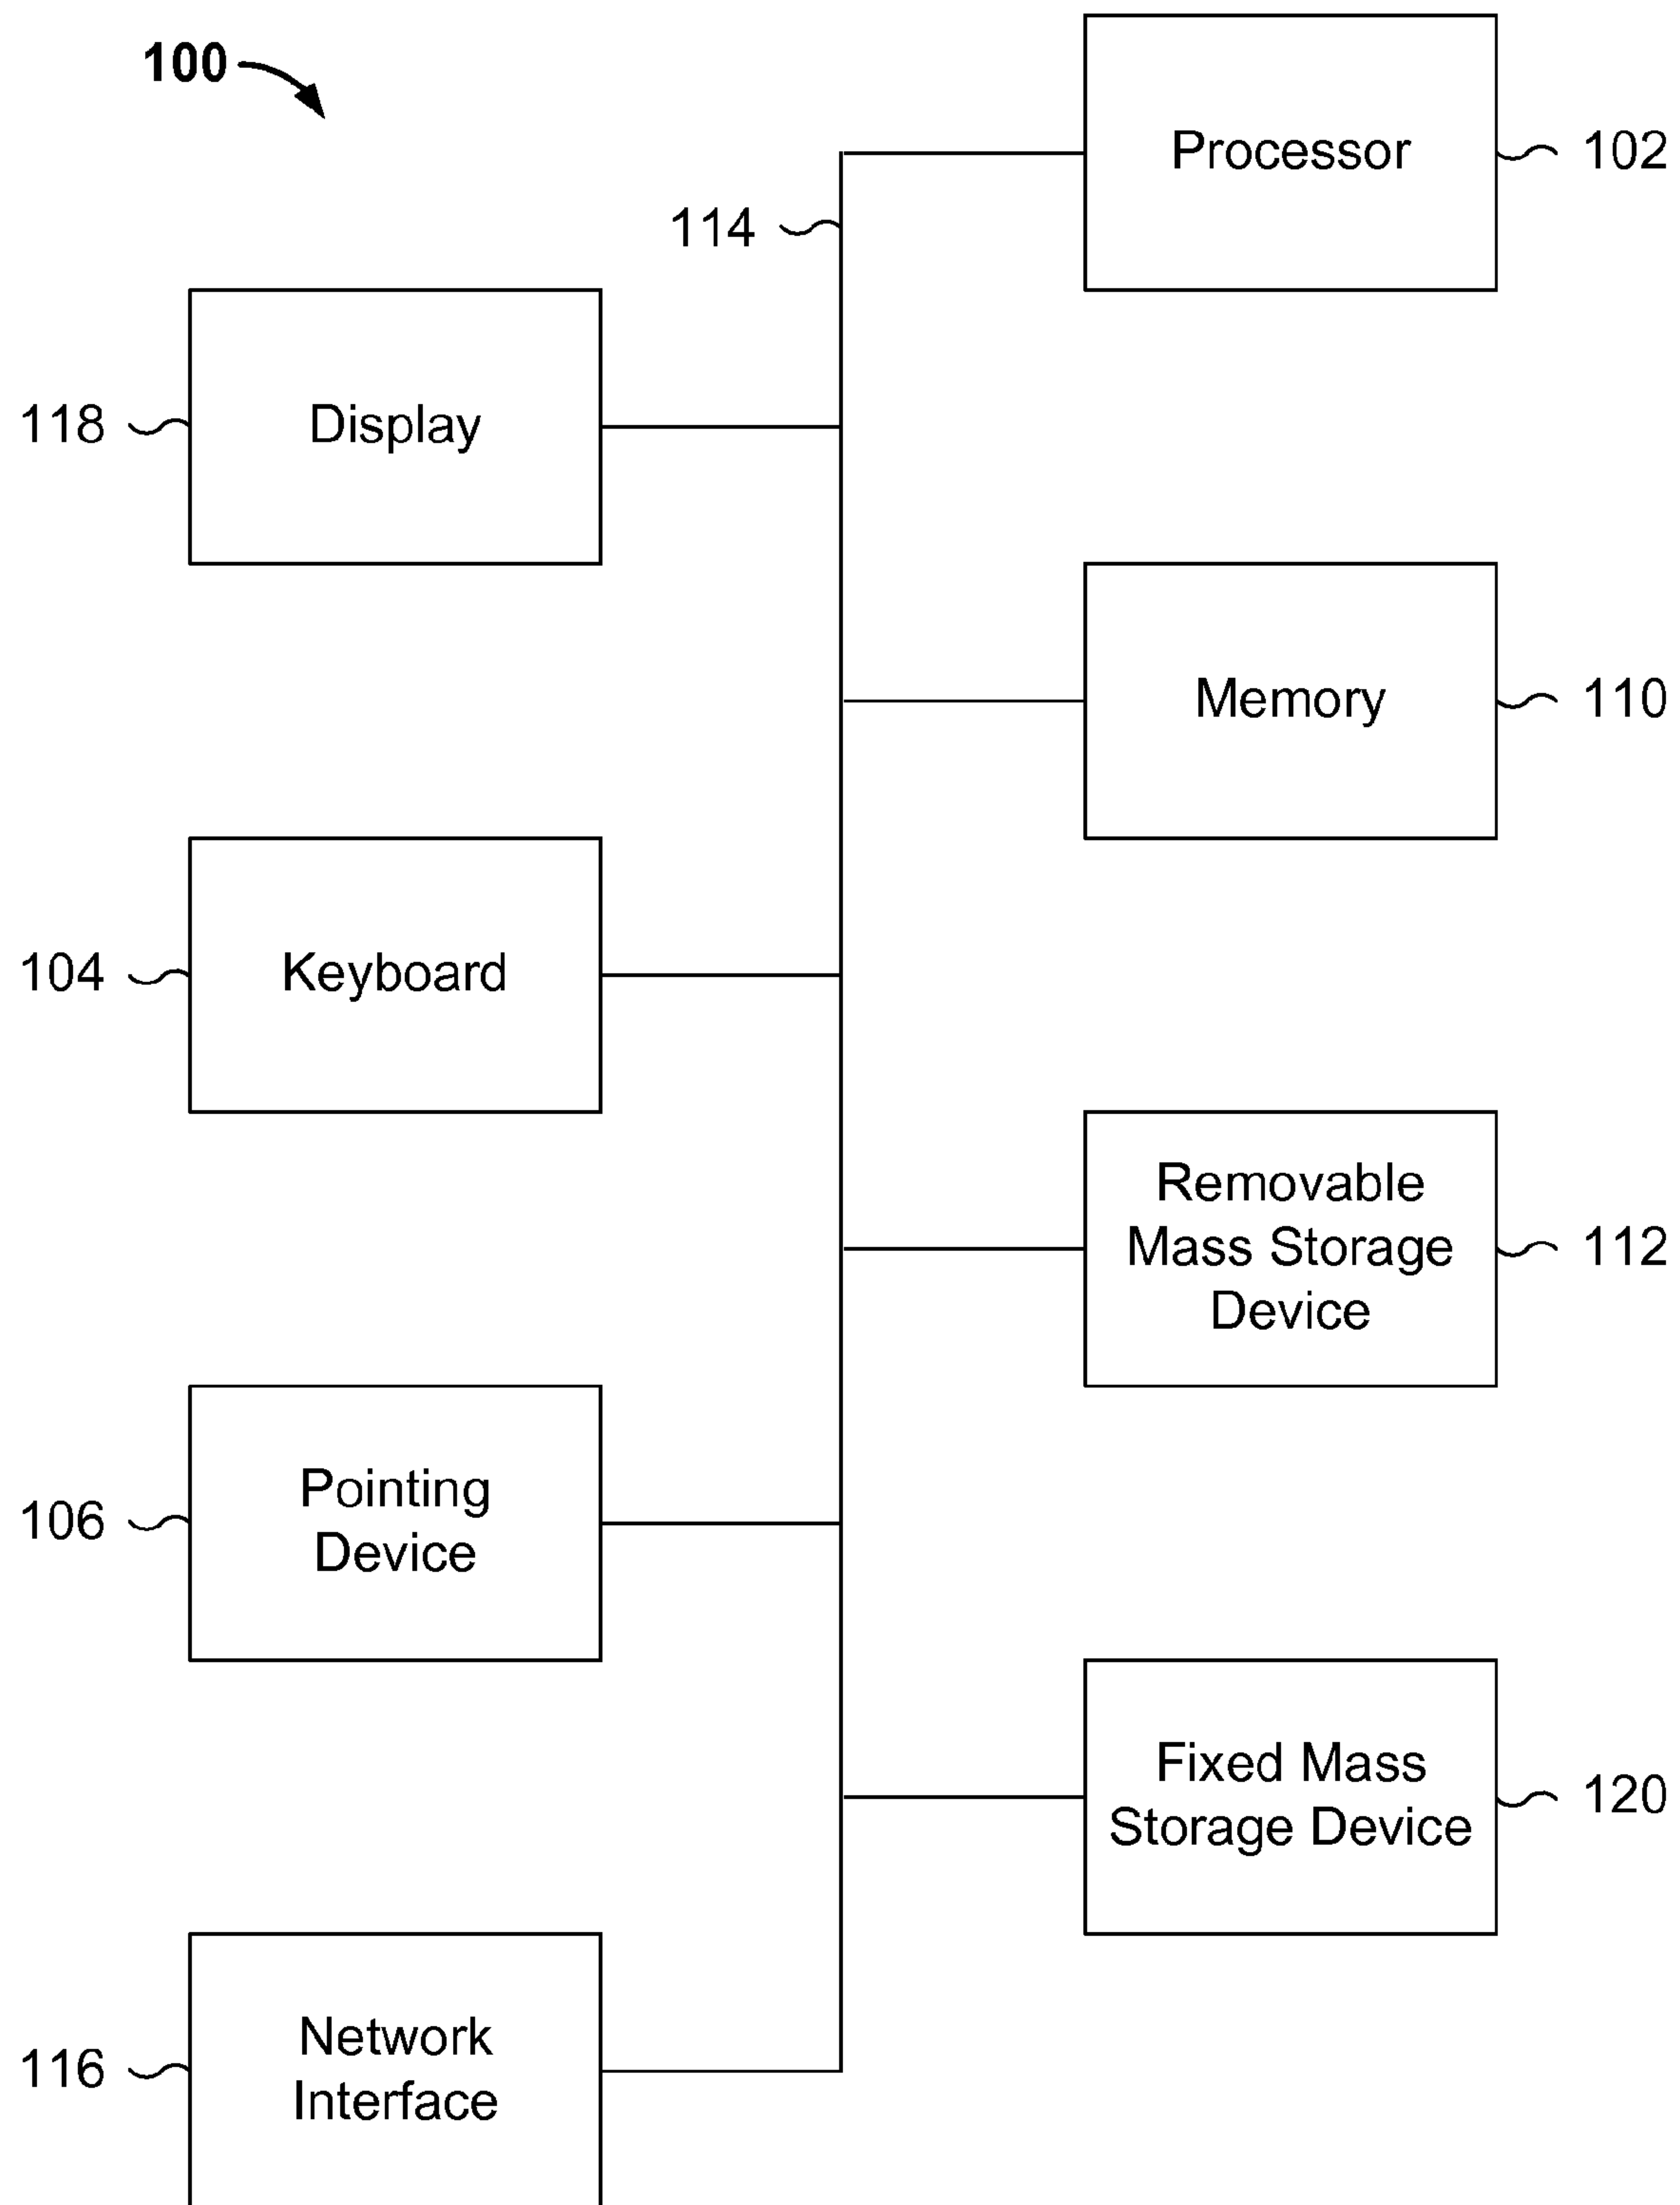 100
Processor
102
114
Display
118
Memory
110
Keyboard
104
Removable
Mass Storage
Device
112
Pointing
Device
106
Fixed Mass
Storage Device
120
Network
Interface
116